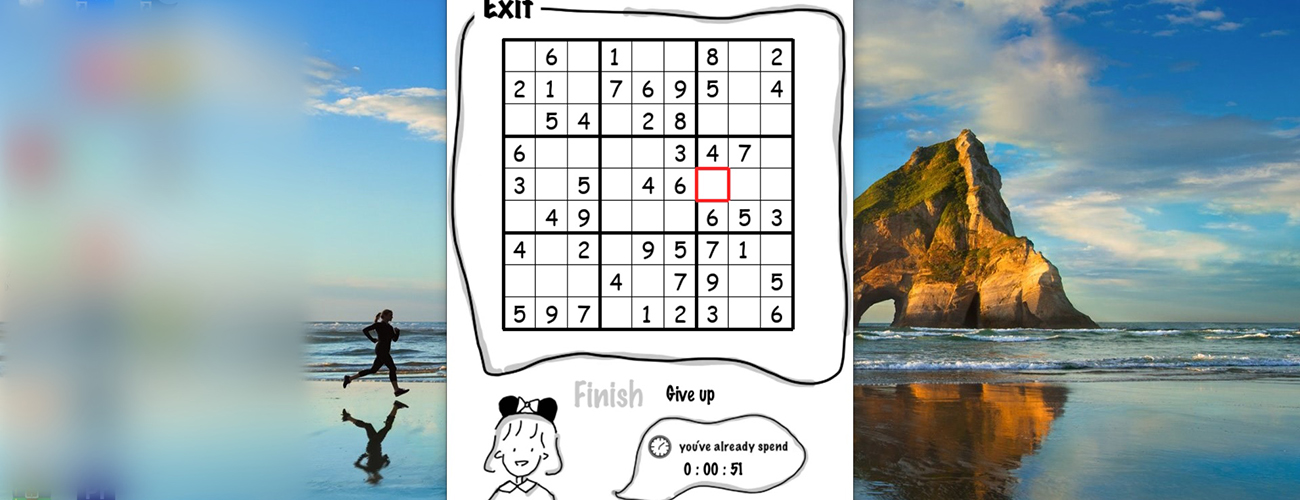 Exit
6 1 8 2
2 1 7 6 9 5 4
5 4 2 8
6 3 4 7
3 5 4 6
4 9 6 5 3
4 2 9 5 7 1
4 7 9 5
5 9 7 1 2 3 6
Finish Give up
you've already spend
0 : 00 : 51